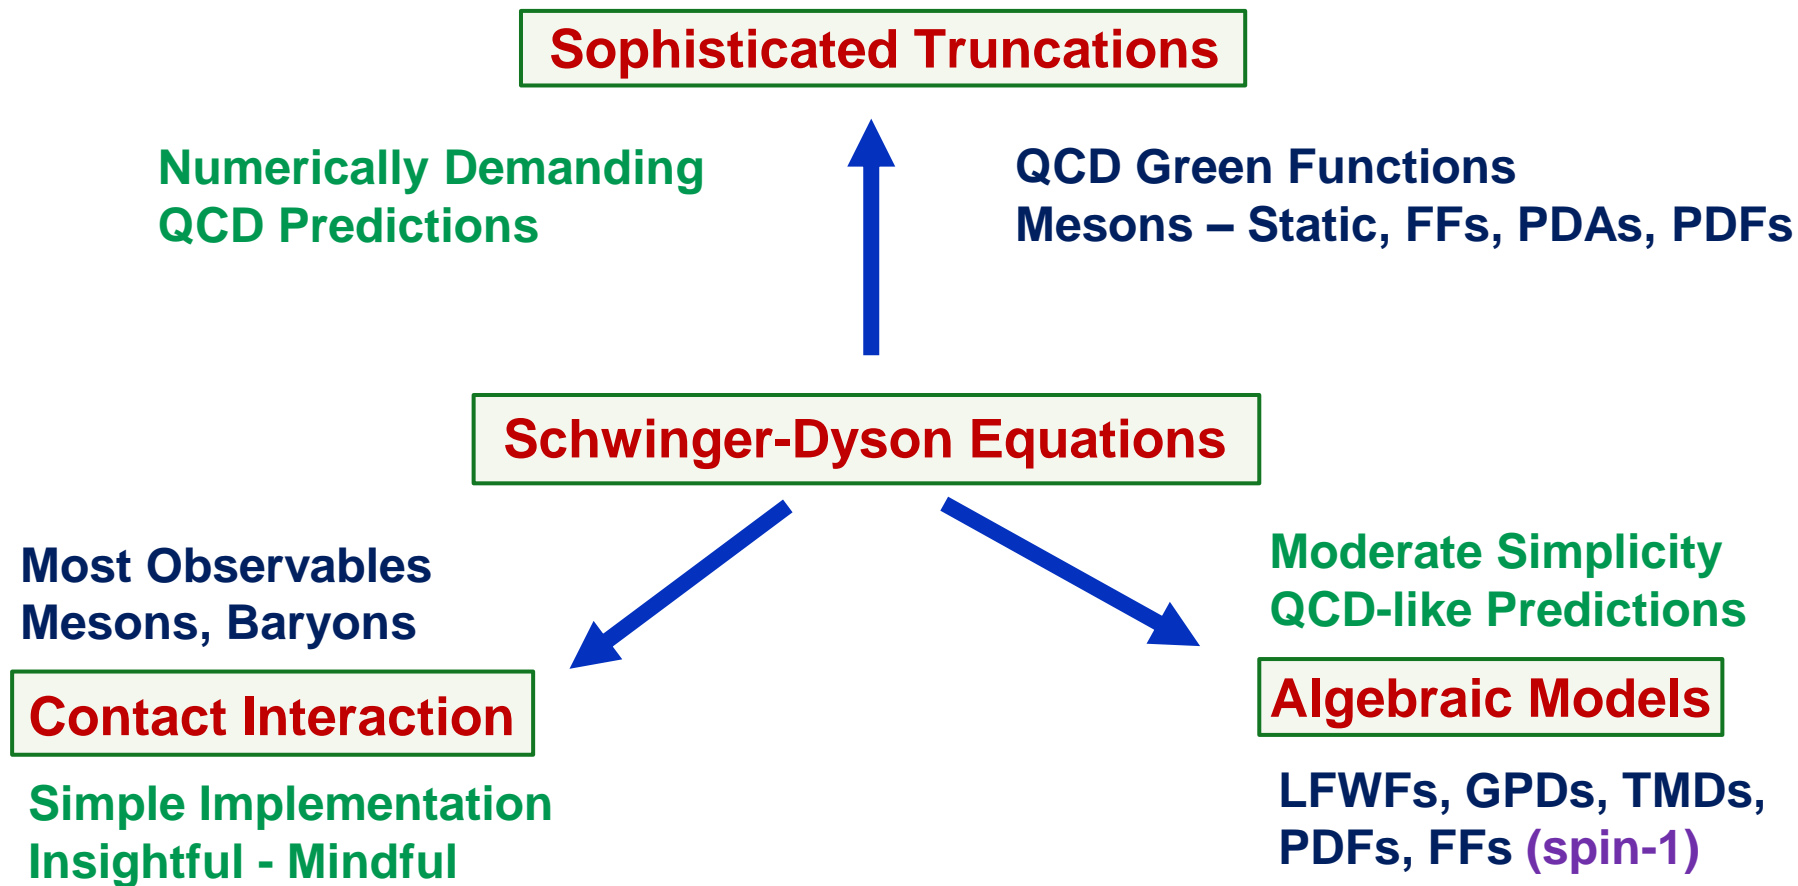 Sophisticated Truncations
Numerically Demanding
QCD Predictions
QCD Green Functions
Mesons – Static, FFs, PDAs, PDFs
Schwinger-Dyson Equations
Most Observables
Mesons, Baryons
Contact Interaction
Simple Implementation
Insightful - Mindful
Moderate Simplicity
QCD-like Predictions
Algebraic Models
LFWFs, GPDs, TMDs,
PDFs, FFs (spin-1)